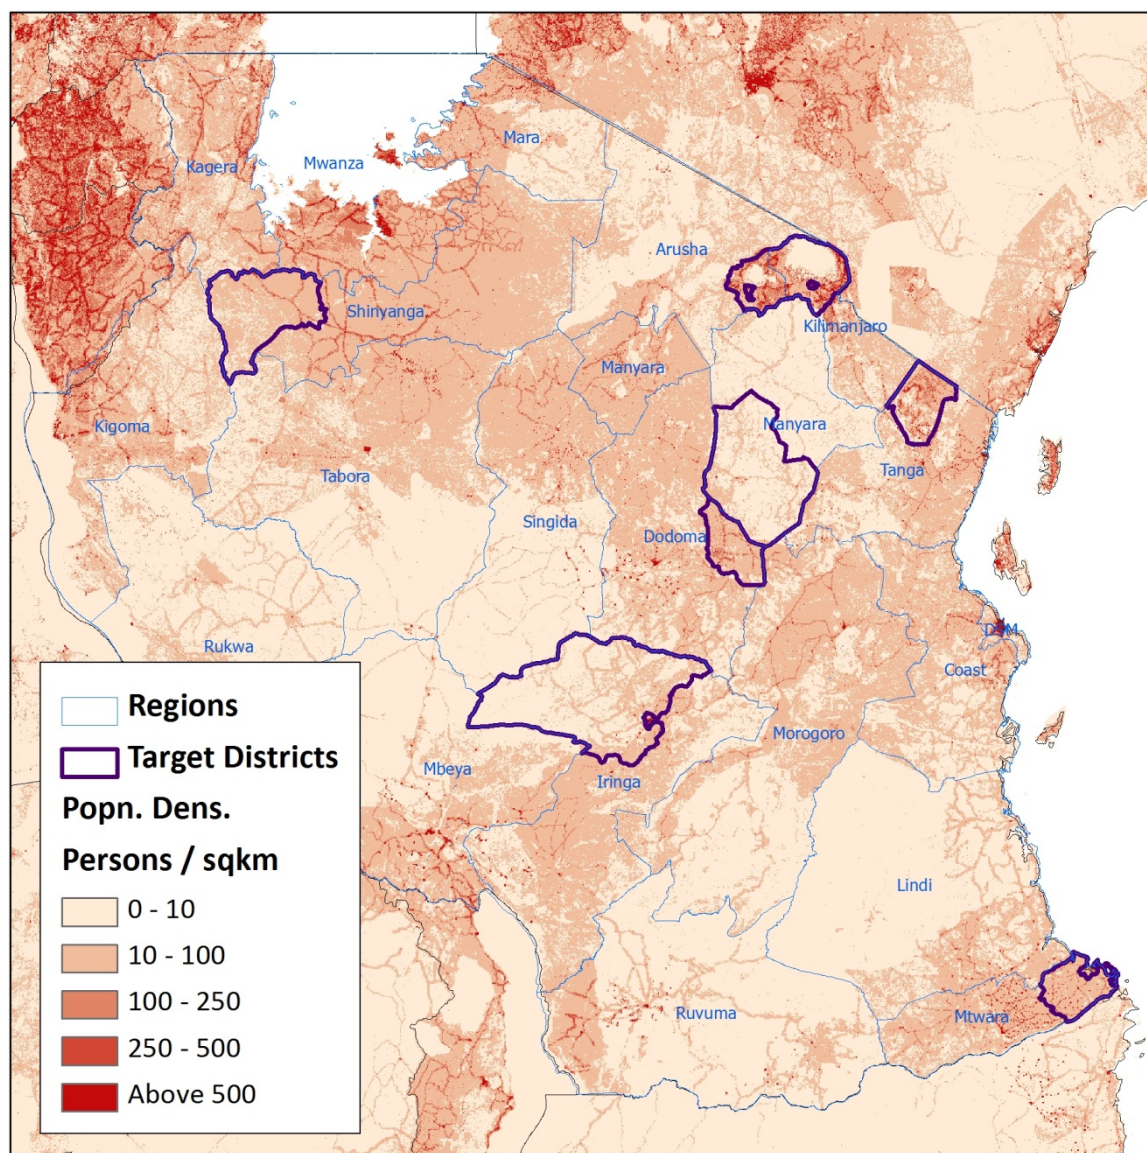 Mara
Kagera
Mwanza
Arusha
Shinyanga
Kilimanjaro
Manyara
Kigoma
Manyara
Tabora
Tanga
Singida
Dodoma
DSM
Rukwa
Coast
Morogoro
Mbeya
Iringa
Lindi
Ruvuma
Mtwara
Regions
Target Districts
Popn. Dens.
Persons / sqkm
0 - 10
10 - 100
100 - 250
250 - 500
Above 500